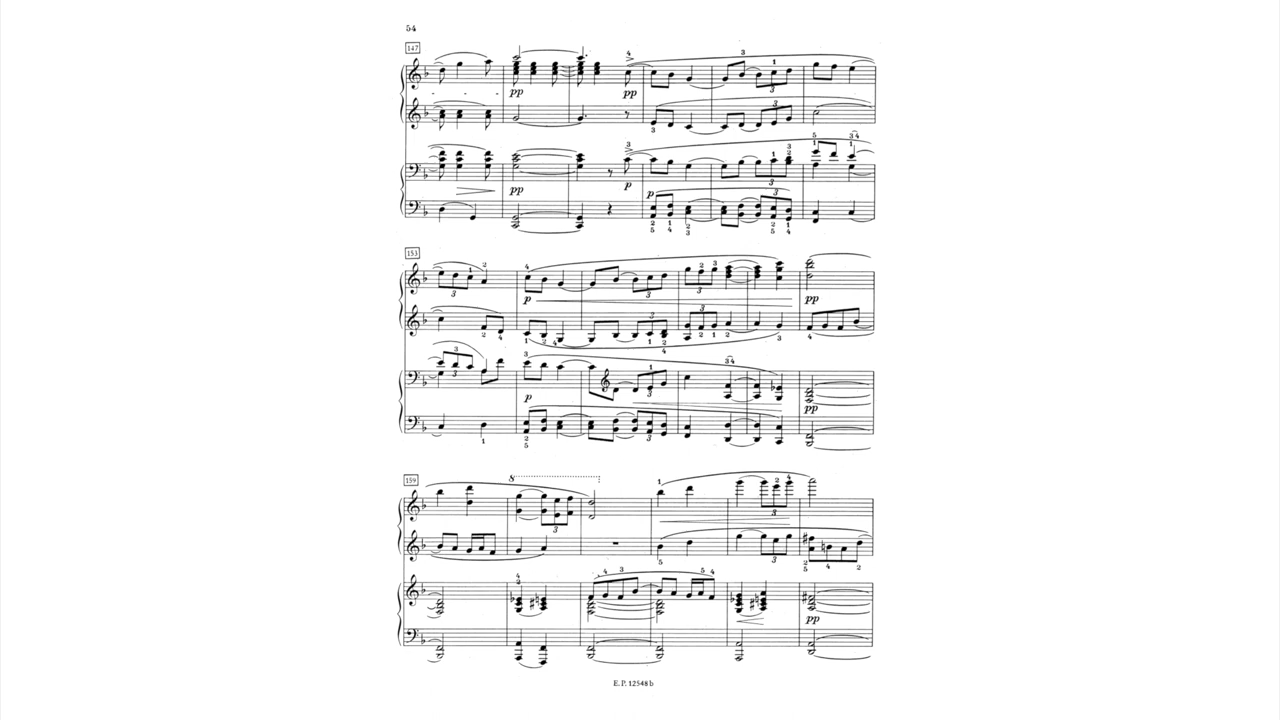 54
147
pp pp
pp p p
153
p pp
p pp
159
8
pp
E.P. 12548 b